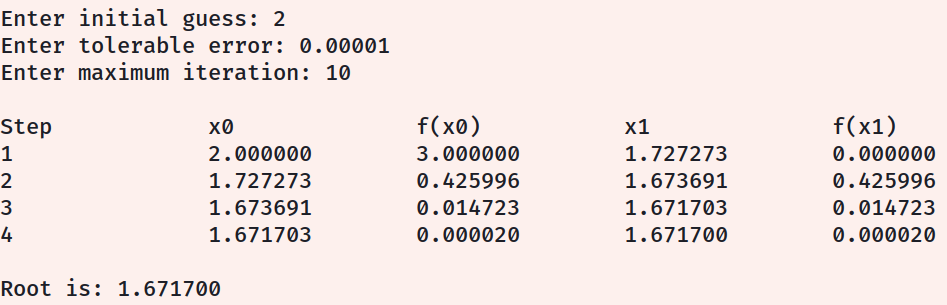 Enter initial guess: 2
Enter tolerable error: 0.00001
Enter maximum iteration: 10
Step x0 f(x0) x1 f(x1)
1 2.000000 3.000000 1.727273 0.000000
2 1.727273 0.425996 1.673691 0.425996
3 1.673691 0.014723 1.671703 0.014723
4 1.671703 0.000020 1.671700 0.000020
Root is: 1.671700